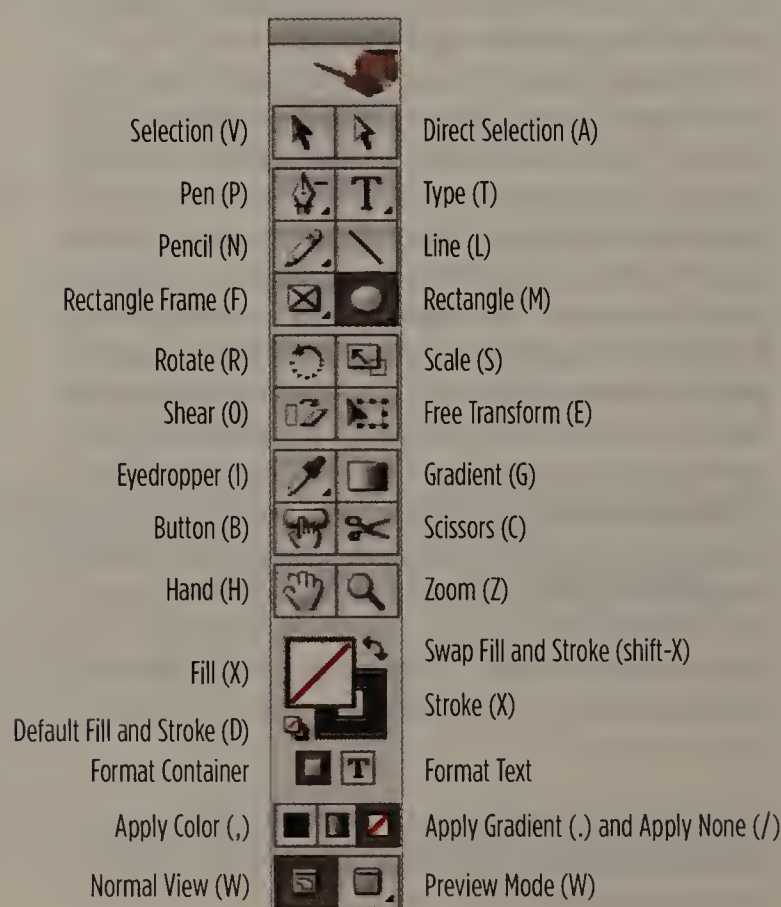 Selection (V) Direct Selection (A)
Pen (P) T Type (T)
Pencil (N) Line (L)
Rectangle Frame (F) Rectangle (M)
Rotate (R) Scale (S)
Shear (O) Free Transform (E)
Eyedropper (I) Gradient (G)
Button (B) Scissors (C)
Hand (H) Zoom (Z)
Swap Fill and Stroke (shift-X)
Fill (X)
Stroke (X)
Default Fill and Stroke (D)
Format Container T Format Text
Apply Color (,) Apply Gradient (.) and Apply None (/)
Normal View (W) Preview Mode (W)